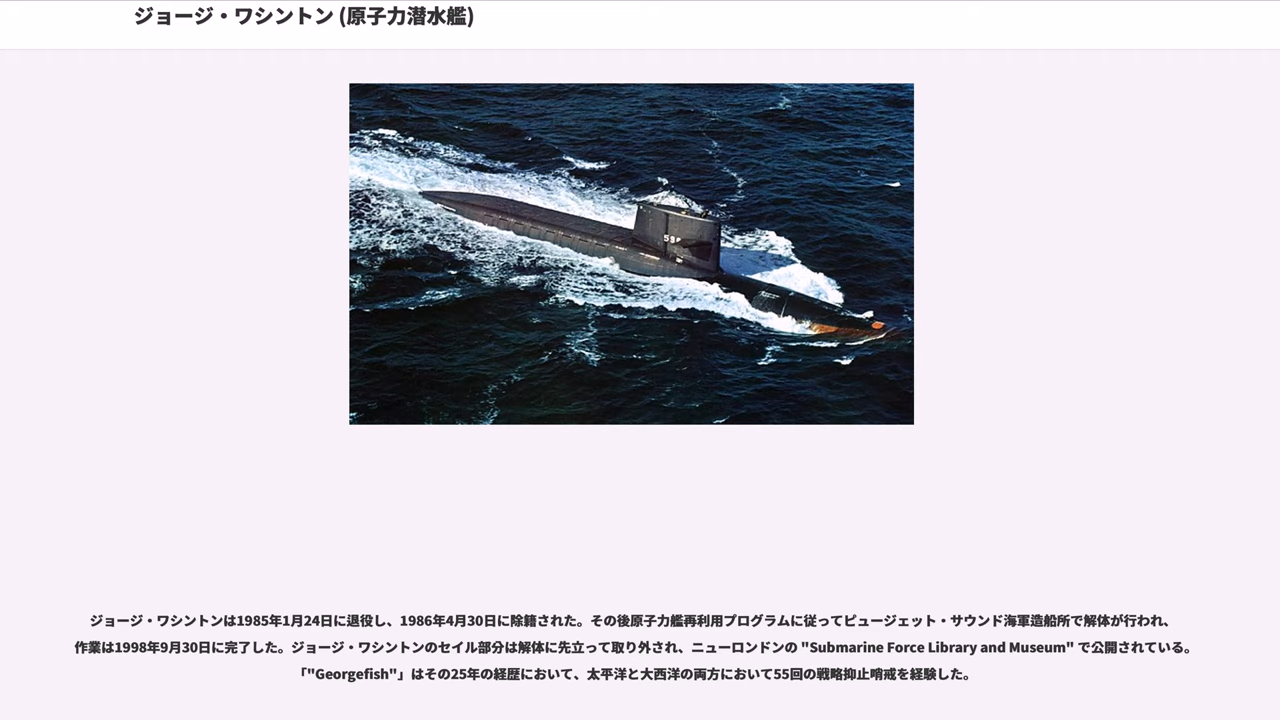 ジョージ・ワシントン (原子力潜水艦)
ジョージ・ワシントンは1985年1月24日に退役し、1986年4月30日に除籍された。その後原子力艦再利用プログラムに従ってピュージェット・サウンド海軍造船所で解体が行われ、
作業は1998年9月30日に完了した。ジョージ・ワシントンのセイル部分は解体に先立って取り外され、ニューロンドンの "Submarine Force Library and Museum" で公開されている。
「"Georgefish"」はその25年の経歴において、太平洋と大西洋の両方において55回の戦略抑止哨戒を経験した。